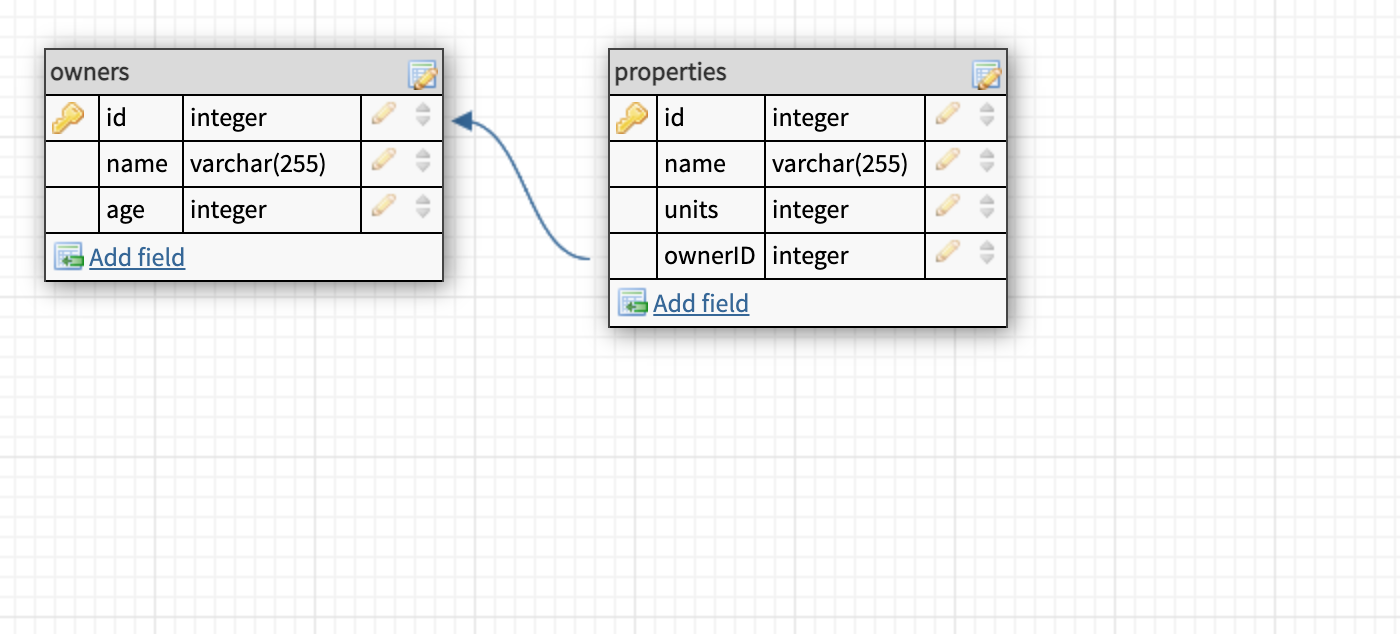 owners
id integer
name varchar(255)
age integer
Add field
properties
id integer
name varchar(255)
units integer
ownerID integer
Add field